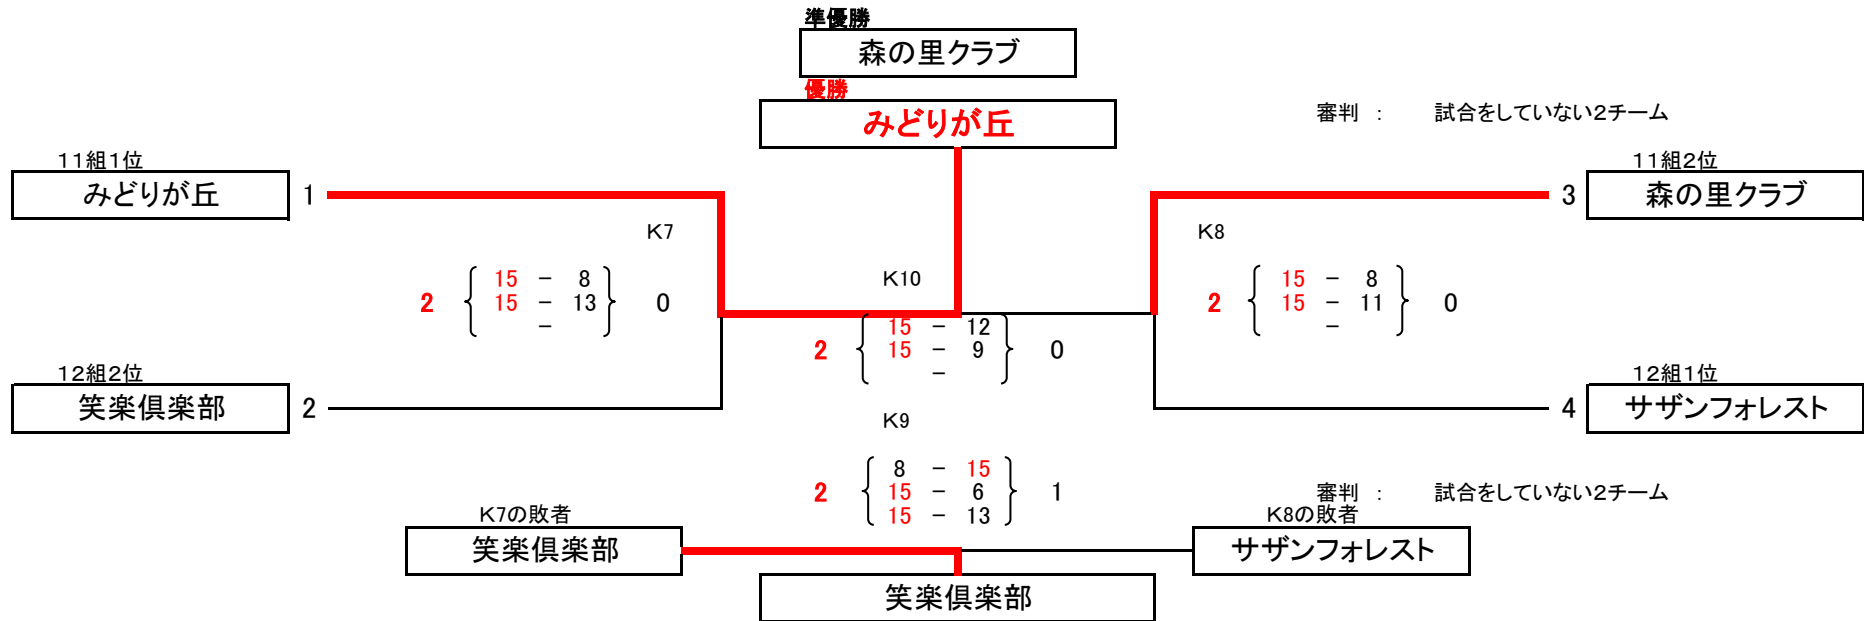 準優勝
森の里クラブ
優勝
みどりが丘
審判 : 試合をしていない2チーム
11組1位
みどりが丘 1
11組2位
3 森の里クラブ
K7
K8
K10
2 15 - 8 0
15 - 13
-
2 15 - 8 0
15 - 11
-
2 15 - 12 0
15 - 9
-
12組2位
笑楽倶楽部 2
12組1位
4 サザンフォレスト
K9
2 8 - 15 1
15 - 6
15 - 13
審判 : 試合をしていない2チーム
K7の敗者
笑楽倶楽部
K8の敗者
サザンフォレスト
笑楽倶楽部